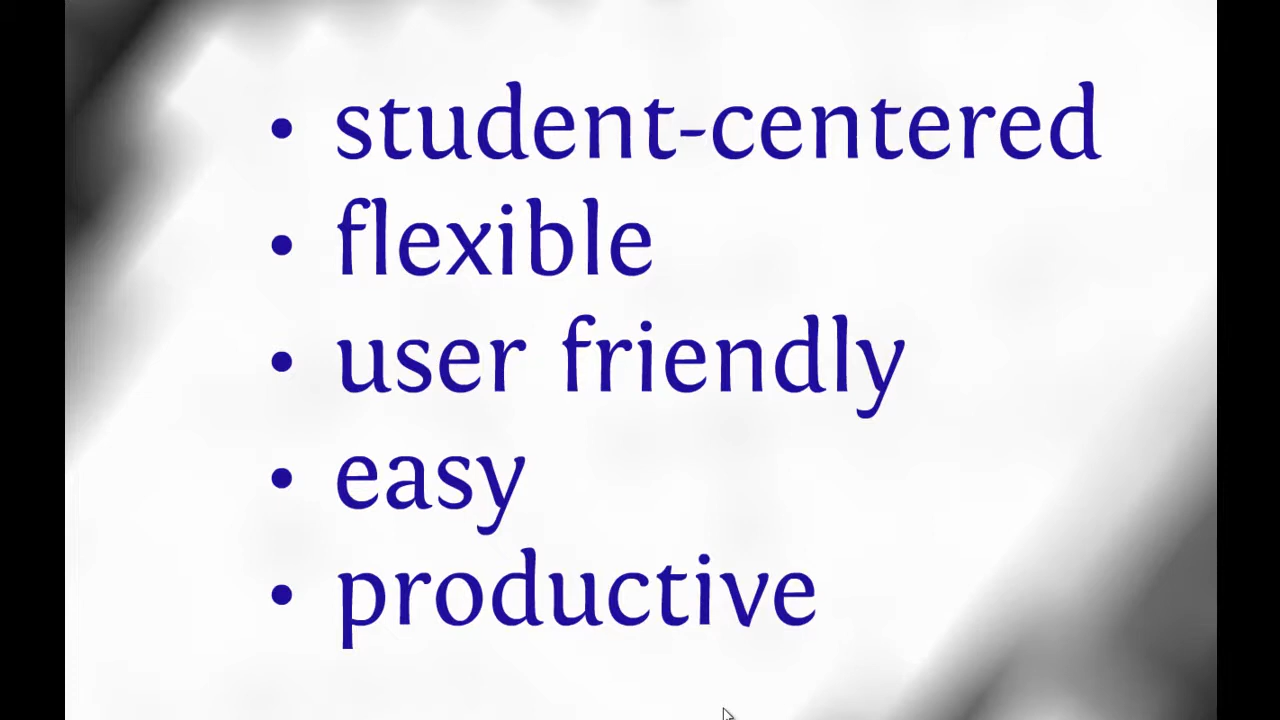 • student-centered
• flexible
• user friendly
• easy
• productive